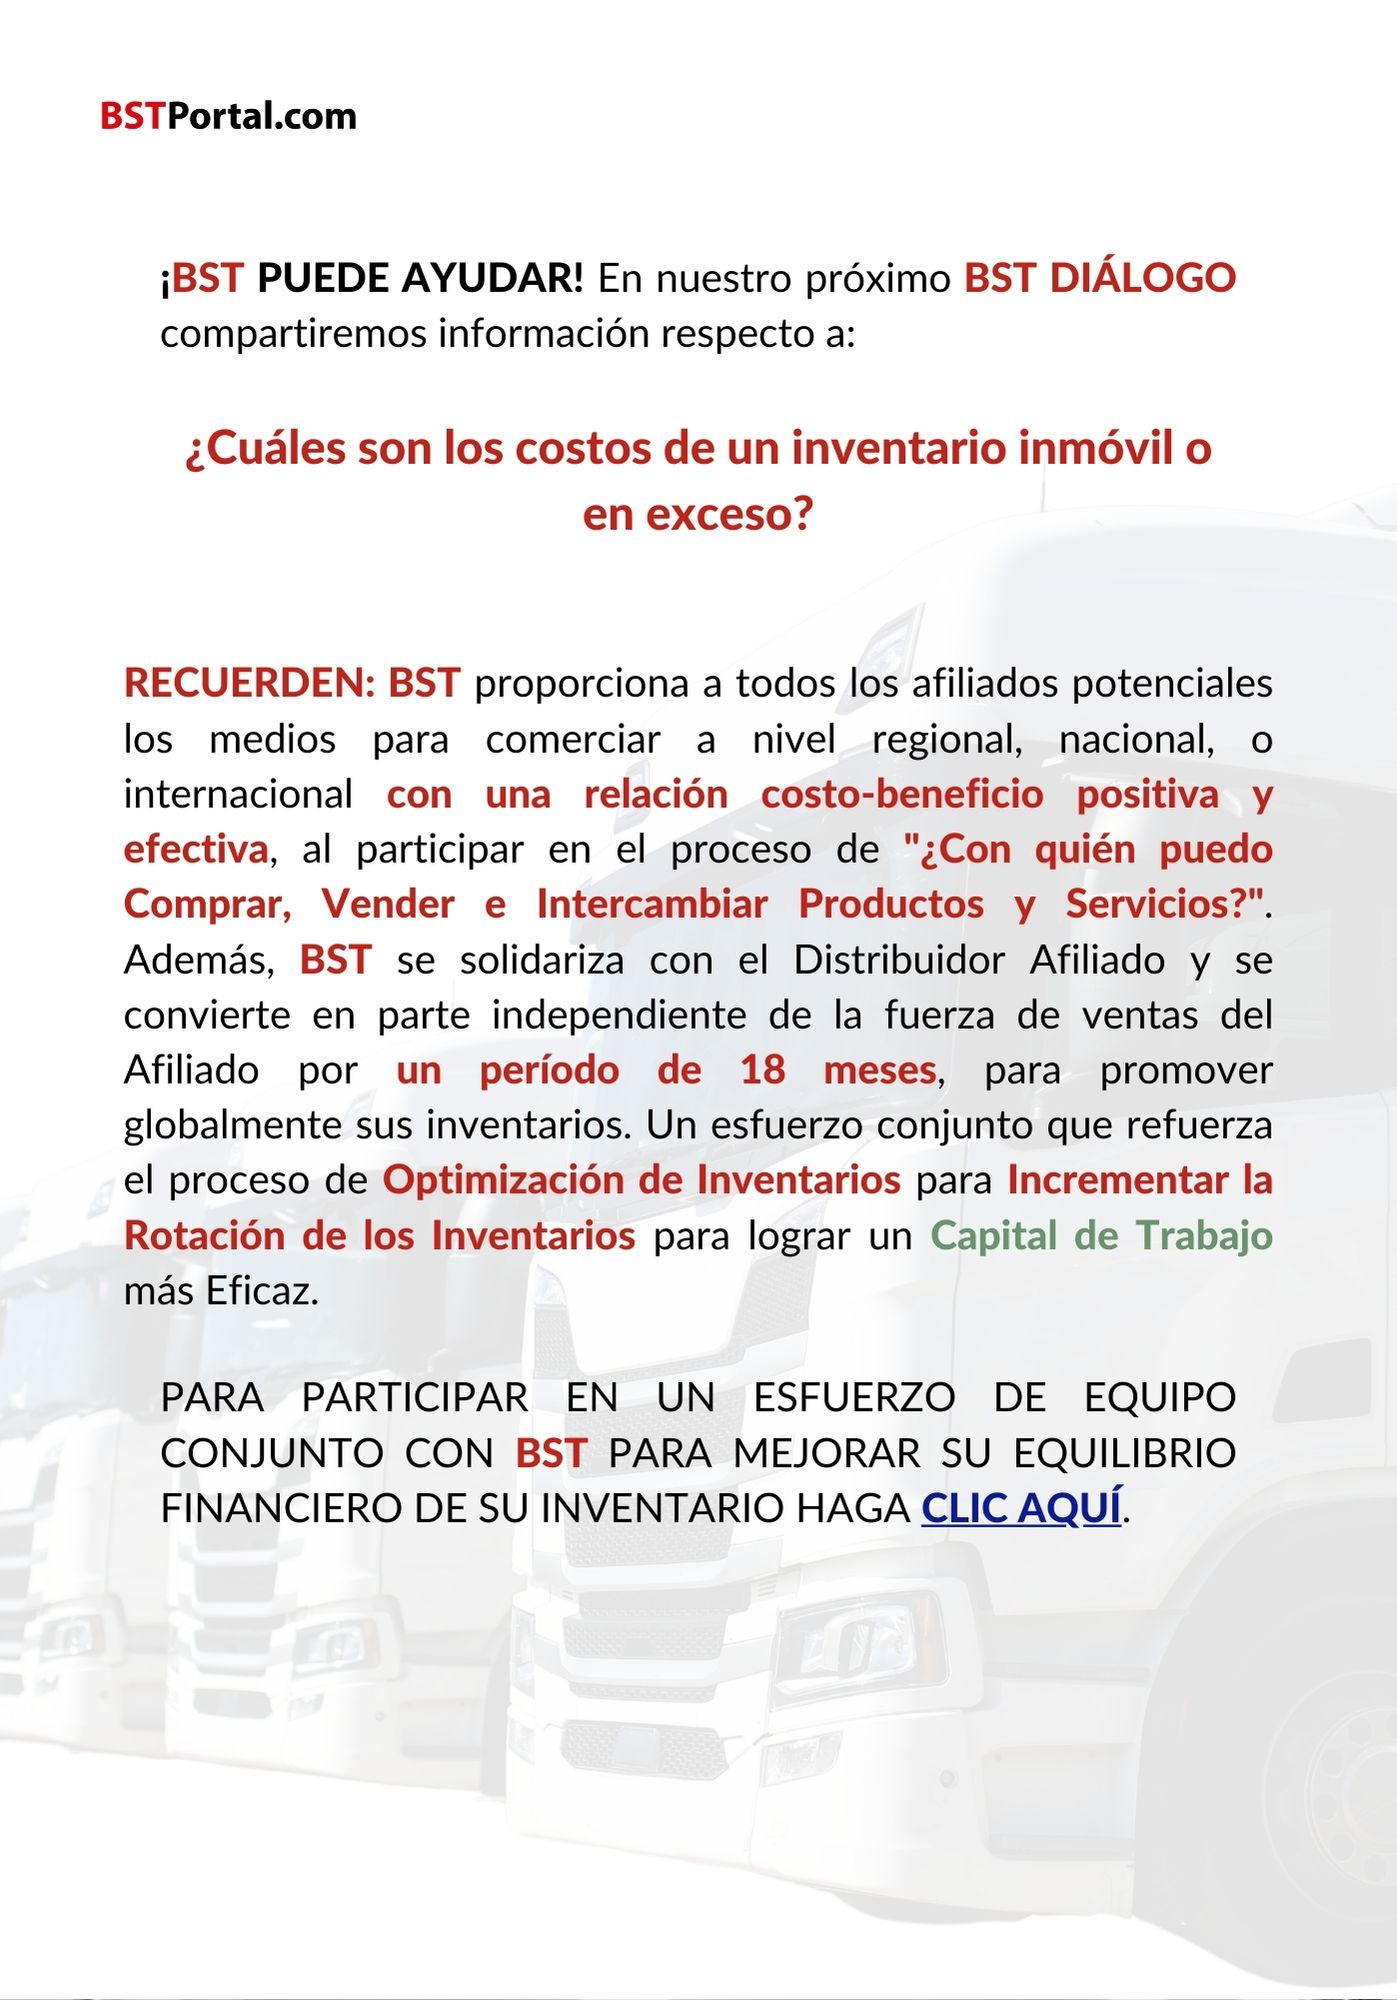 BSTPortal.com
¡BST PUEDE AYUDAR! En nuestro próximo BST DIÁLOGO
compartiremos información respecto a:
¿Cuáles son los costos de un inventario inmóvil o
en exceso?
RECUERDEN: BST proporciona a todos los afiliados potenciales
los medios para comerciar a nivel regional, nacional, o
internacional con una relación costo-beneficio positiva y
efectiva, al participar en el proceso de "¿Con quién puedo
Comprar, Vender e Intercambiar Productos y Servicios?".
Además, BST se solidariza con el Distribuidor Afiliado y se
convierte en parte independiente de la fuerza de ventas del
Afiliado por un período de 18 meses, para promover
globalmente sus inventarios. Un esfuerzo conjunto que refuerza
el proceso de Optimización de Inventarios para Incrementar la
Rotación de los Inventarios para lograr un Capital de Trabajo
más Eficaz.
PARA PARTICIPAR EN UN ESFUERZO DE EQUIPO
CONJUNTO CON BST PARA MEJORAR SU EQUILIBRIO
FINANCIERO DE SU INVENTARIO HAGA CLIC AQUÍ.